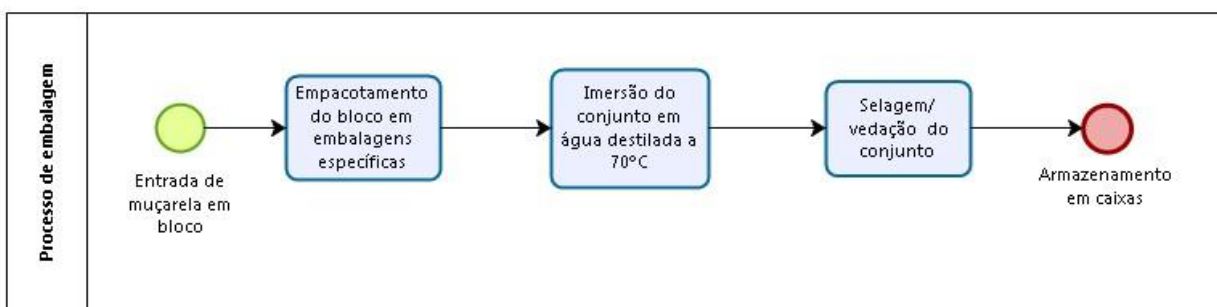 Processo de embalagem
Entrada de
muçarela em
bloco
Empacotamento
do bloco em
embalagens
específicas
Imersão do
conjunto em
água destilada a
70°C
Selagem/
vedação do
conjunto
Armazenamento
em caixas